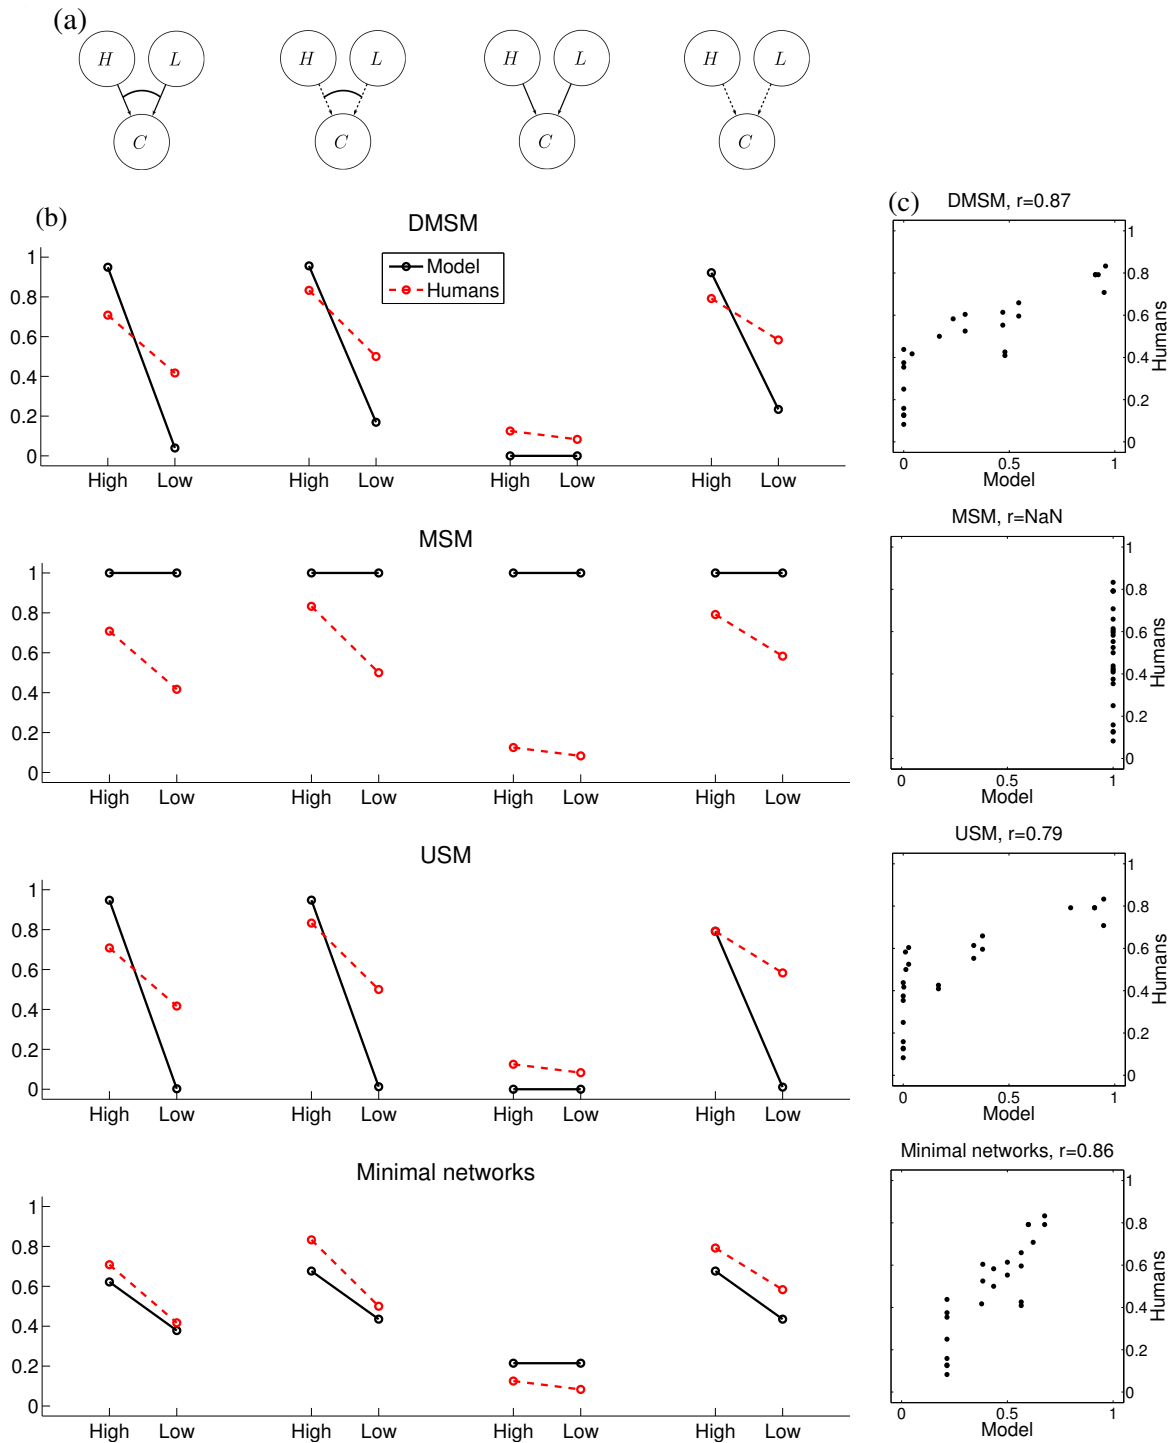 (a)
H L H L H L H L
C C C C
(b) DMSM
1
0.8
0.6
0.4
0.2
0
Model
Humans
High Low High Low High Low High Low
(c)
DMSM, r=0.87
1
0.8
0.6
0.4
0.2
0
Humans
0 0.5 1
Model
MSM
1
0.8
0.6
0.4
0.2
0
High Low High Low High Low High Low
MSM, r=NaN
1
0.8
0.6
0.4
0.2
0
Humans
0 0.5 1
Model
USM
1
0.8
0.6
0.4
0.2
0
High Low High Low High Low High Low
USM, r=0.79
1
0.8
0.6
0.4
0.2
0
Humans
0 0.5 1
Model
Minimal networks
1
0.8
0.6
0.4
0.2
0
High Low High Low High Low High Low
Minimal networks, r=0.86
1
0.8
0.6
0.4
0.2
0
Humans
0 0.5 1
Model